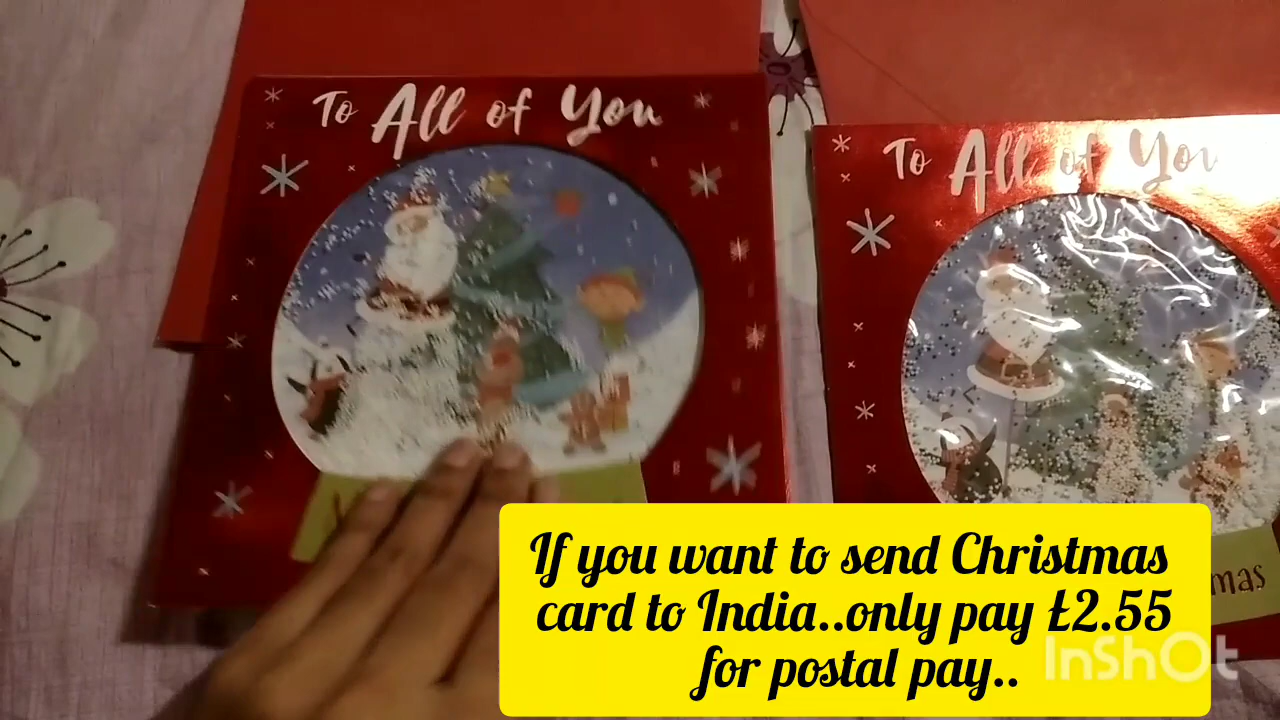 To All of You
To All of You
mas
If you want to send Christmas
card to India..only pay £2.55
for postal pay..
InShOt